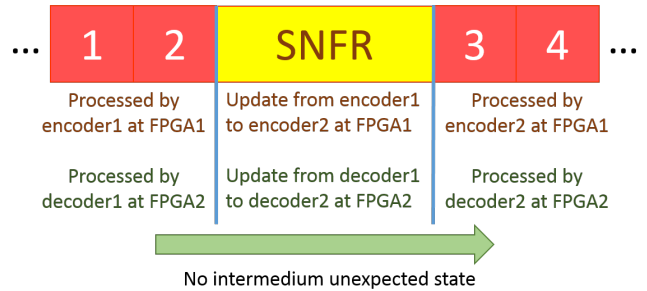 ... 1 2 SNFR 3 4 ...
Processed by encoder1 at FPGA1
Update from encoder1 to encoder2 at FPGA1
Processed by encoder2 at FPGA1
Processed by decoder1 at FPGA2
Update from decoder1 to decoder2 at FPGA2
Processed by decoder2 at FPGA2
No intermedium unexpected state